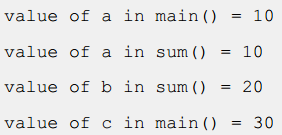 value of a in main() = 10
value of a in sum() = 10
value of b in sum() = 20
value of c in main() = 30